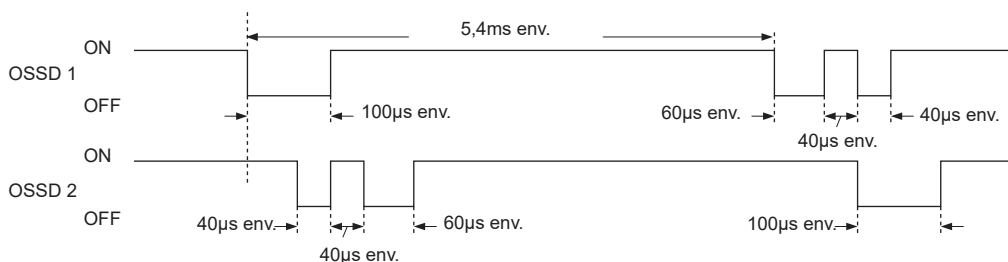 5,4ms env.
ON
OSSD 1
OFF
100µs env.
60µs env.
40µs env.
40µs env.
ON
OSSD 2
OFF
40µs env.
40µs env.
60µs env.
100µs env.